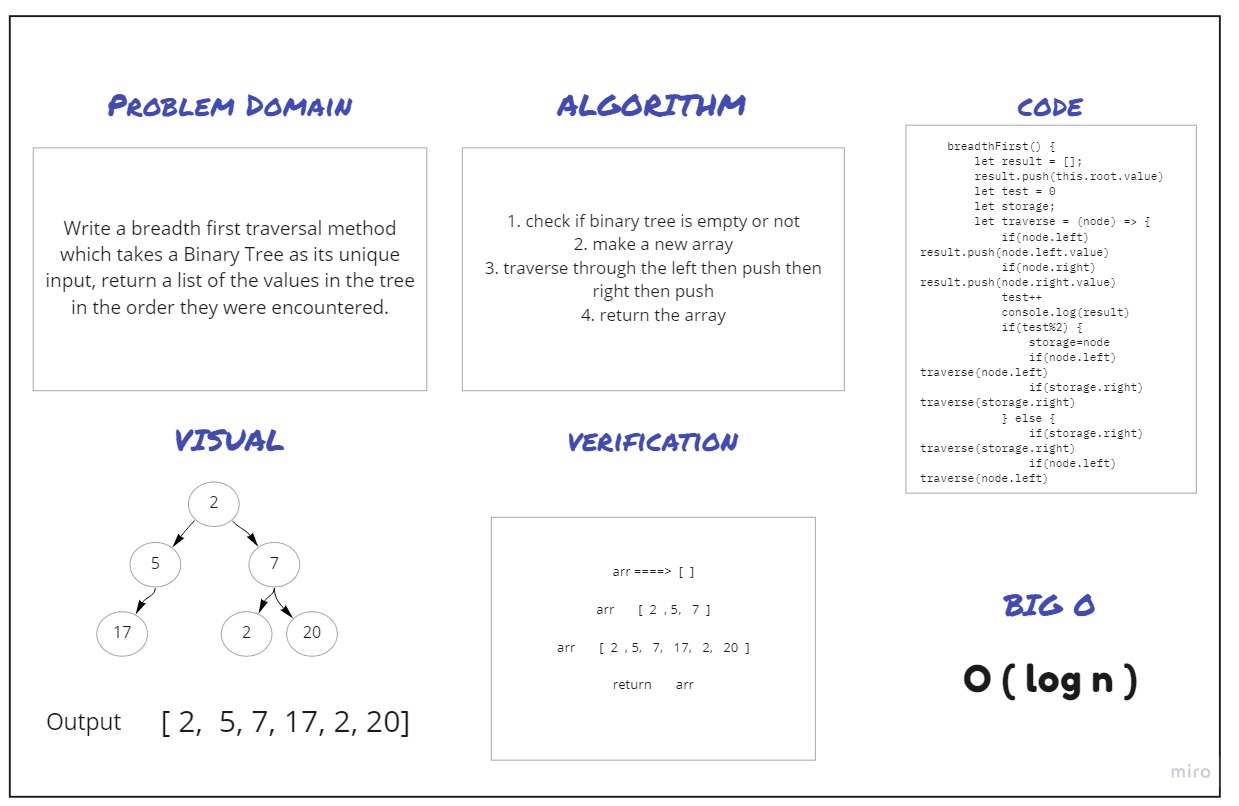 PROBLEM DOMAIN
Write a breadth first traversal method
which takes a Binary Tree as its unique
input, return a list of the values in the tree
in the order they were encountered.
ALGORITHM
1. check if binary tree is empty or not
2. make a new array
3. traverse through the left then push then
right then push
4. return the array
CODE
breadthFirst() {
let result = [];
result.push(this.root.value)
let test = 0
let storage;
let traverse = (node) => {
if(node.left)
result.push(node.left.value)
if(node.right)
result.push(node.right.value)
test++
console.log(result)
if(test%2) {
storage=node
if(node.left)
traverse(node.left)
if(storage.right)
traverse(storage.right)
} else {
if(storage.right)
traverse(storage.right)
if(node.left)
traverse(node.left)
VISUAL
2
5 7
17 2 20
Output [ 2, 5, 7, 17, 2, 20]
VERIFICATION
arr ====> [ ]
arr [ 2 , 5, 7 ]
arr [ 2 , 5, 7, 17, 2, 20 ]
return arr
BIG O
O ( log n )
miro